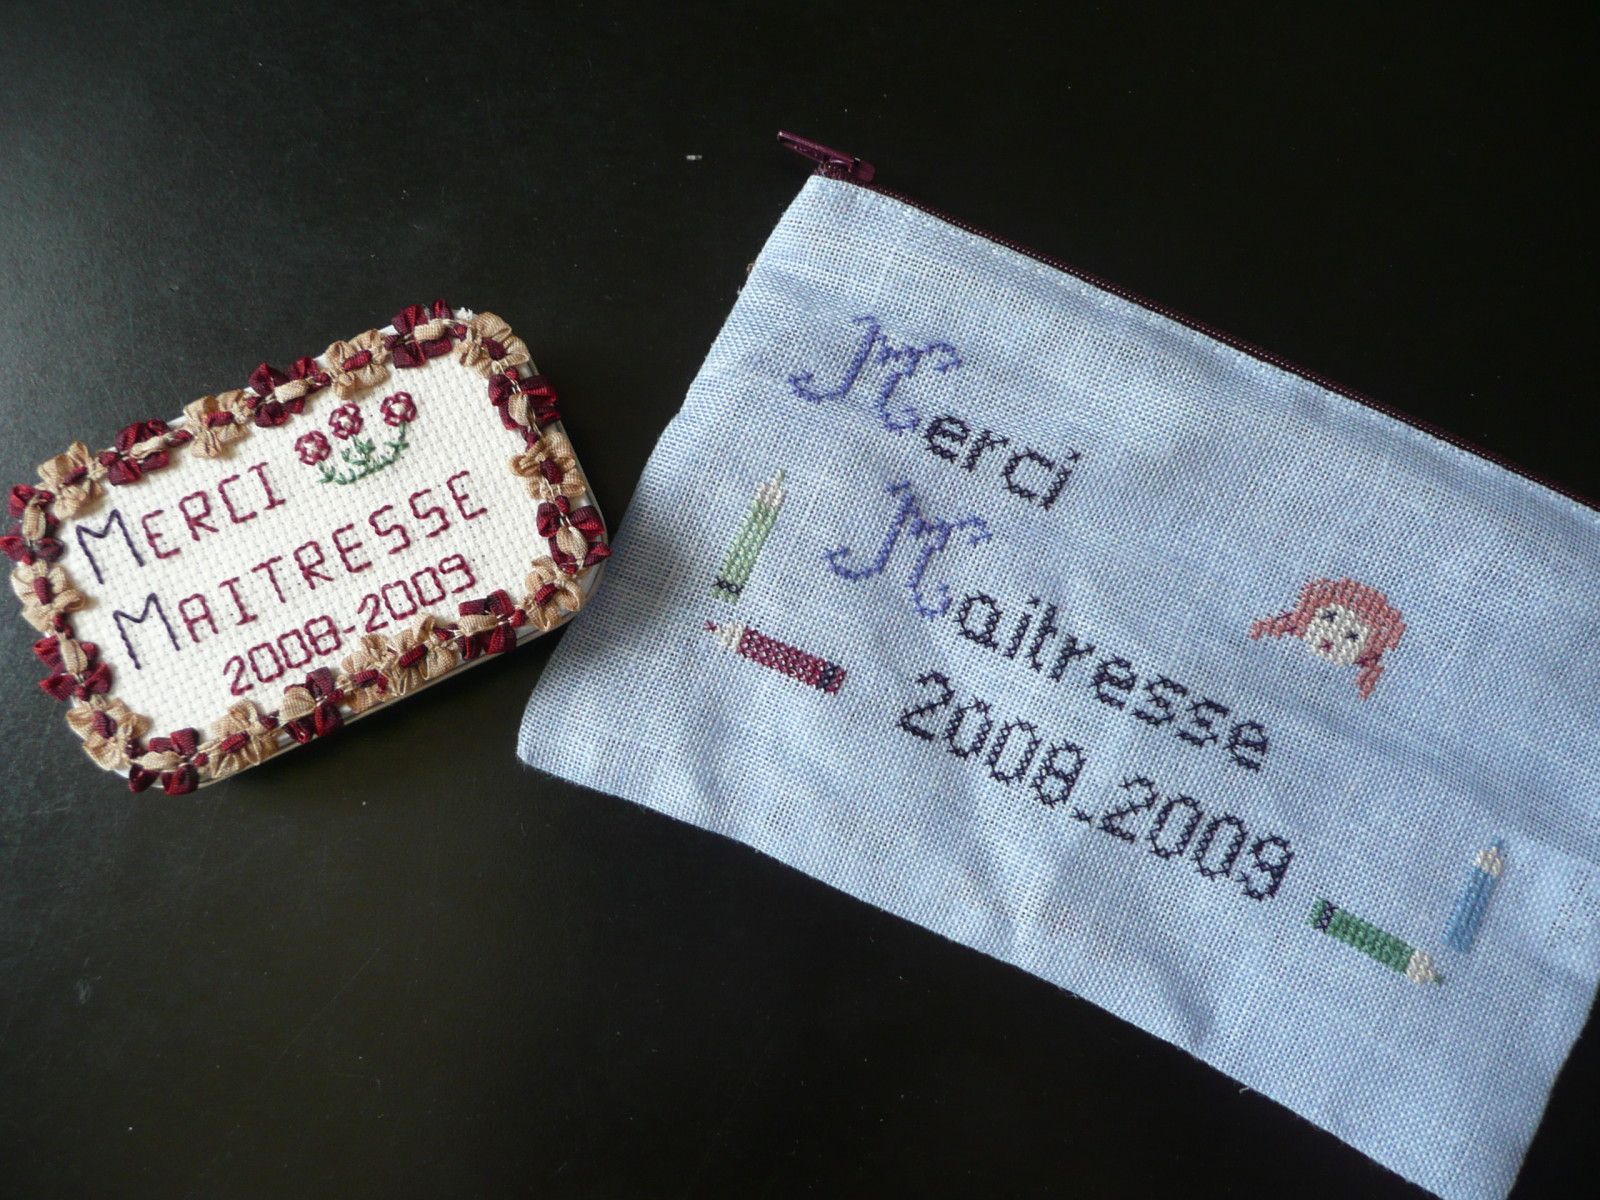 MERCI
MAITRESSE
2008-2009
Merci
Maitresse
2008.2009